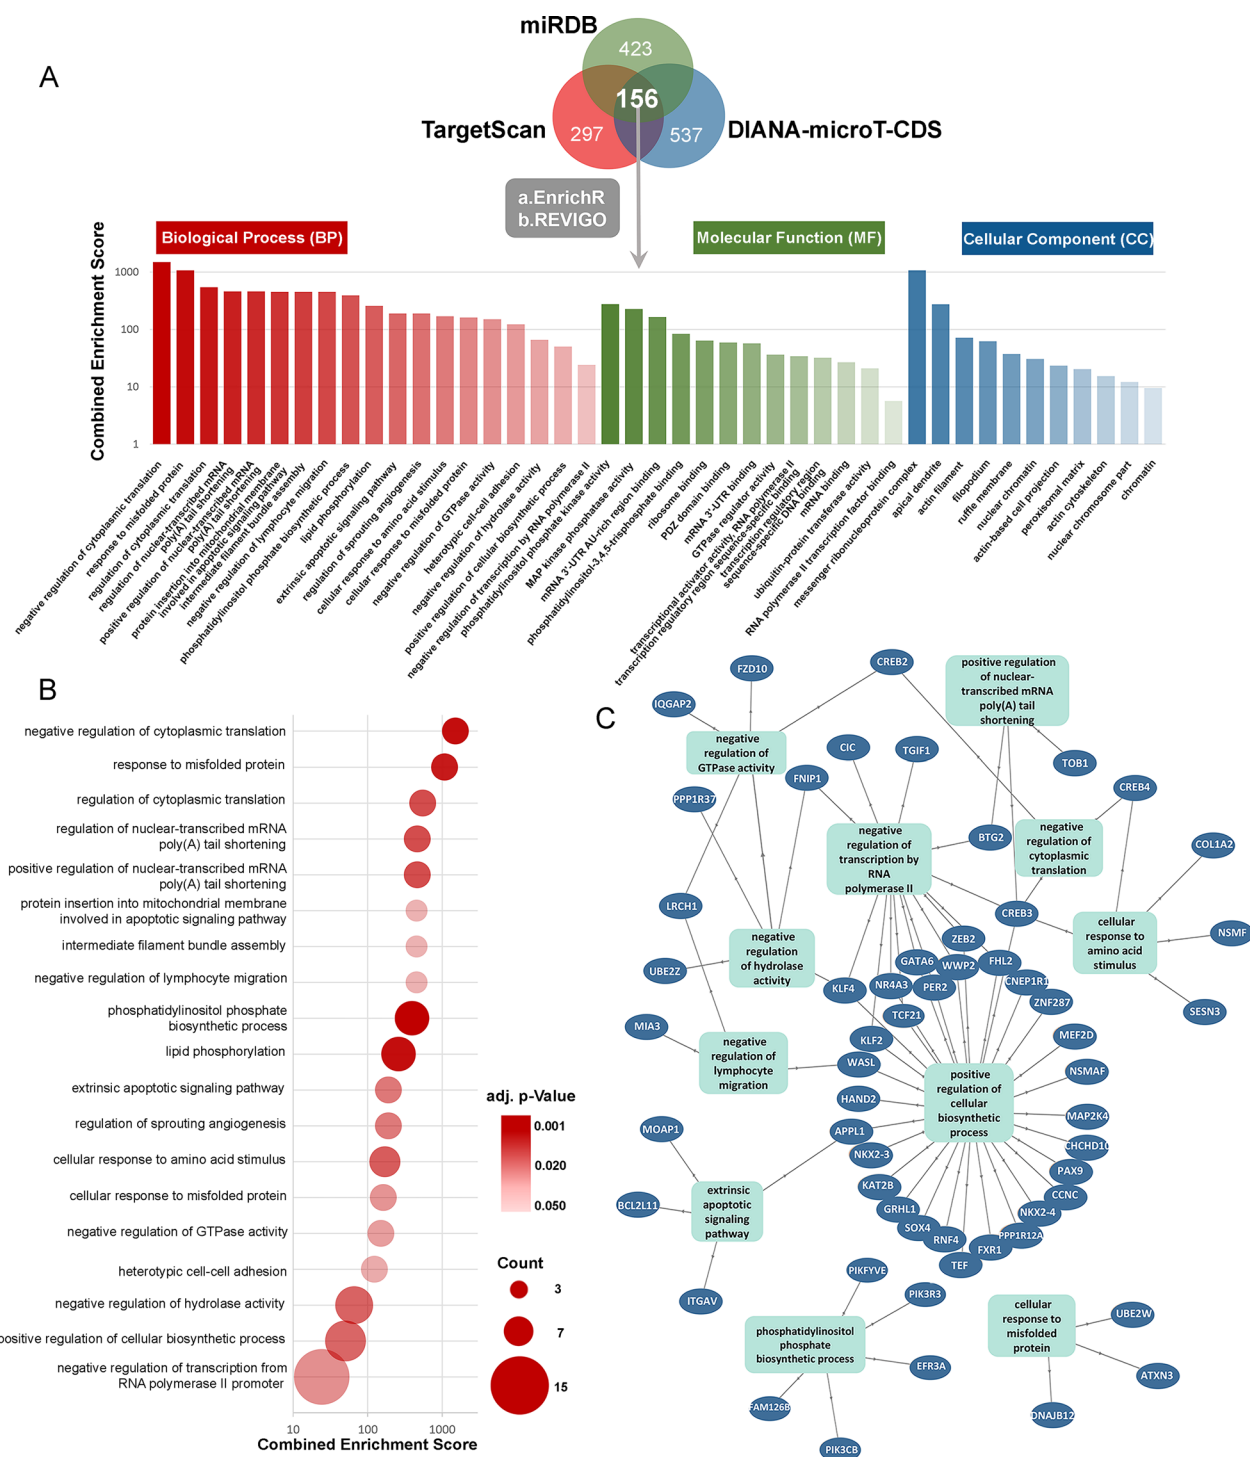 A
miRDB
423
156
TargetScan
297
537
DIANA-microT-CDS
a.EnrichR
b.REVIGO
Biological Process (BP)
Molecular Function (MF)
Cellular Component (CC)
Combined Enrichment Score
1000
100
10
1
negative regulation of cytoplasmic translation
response to misfolded protein
regulation of cytoplasmic translation
regulation of nuclear-transcribed mRNA
poly(A) tail shortening
positive regulation of nuclear-transcribed mRNA
poly(A) tail shortening
protein insertion into mitochondrial membrane
involved in apoptotic signaling pathway
intermediate filament bundle assembly
negative regulation of lymphocyte migration
phosphatidylinositol phosphate biosynthetic process
lipid phosphorylation
extrinsic apoptotic signaling pathway
regulation of sprouting angiogenesis
cellular response to amino acid stimulus
cellular response to misfolded protein
negative regulation of GTPase activity
heterotypic cell-cell adhesion
negative regulation of hydrolase activity
positive regulation of cellular biosynthetic process
negative regulation of transcription by RNA polymerase II
phosphatidylinositol phosphate kinase activity
MAP kinase phosphatase activity
mRNA 3'-UTR AU-rich region binding
phosphatidylinositol-3,4,5-trisphosphate binding
ribosome binding
PDZ domain binding
mRNA 3'-UTR binding
GTPase regulator activity
transcriptional activator activity, RNA polymerase II
transcription regulatory region sequence-specific binding
transcription regulatory region
sequence-specific DNA binding
mRNA binding
ubiquitin-protein transferase activity
RNA polymerase II transcription factor binding
messenger ribonucleoprotein complex
apical dendrite
actin filament
filopodium
ruffle membrane
nuclear chromatin
actin-based cell projection
peroxisomal matrix
actin cytoskeleton
nuclear chromosome part
chromatin
B
negative regulation of cytoplasmic translation
response to misfolded protein
regulation of cytoplasmic translation
regulation of nuclear-transcribed mRNA
poly(A) tail shortening
positive regulation of nuclear-transcribed mRNA
poly(A) tail shortening
protein insertion into mitochondrial membrane
involved in apoptotic signaling pathway
intermediate filament bundle assembly
negative regulation of lymphocyte migration
phosphatidylinositol phosphate
biosynthetic process
lipid phosphorylation
extrinsic apoptotic signaling pathway
regulation of sprouting angiogenesis
cellular response to amino acid stimulus
cellular response to misfolded protein
negative regulation of GTPase activity
heterotypic cell-cell adhesion
negative regulation of hydrolase activity
positive regulation of cellular biosynthetic process
negative regulation of transcription from
RNA polymerase II promoter
10
100
1000
Combined Enrichment Score
adj. p-Value
0.001
0.020
0.050
Count
3
7
15
C
FZD10
CREB2
IQGAP2
positive regulation
of nuclear-
transcribed mRNA
poly(A) tail
shortening
negative
regulation of
GTPase activity
CIC
TGIF1
TOB1
FNIP1
PPP1R37
CREB4
negative
regulation of
transcription by
RNA
polymerase II
BTG2
negative
regulation of
cytoplasmic
translation
COL1A2
LRCH1
CREB3
cellular
response to
amino acid
stimulus
NSMF
SESN3
negative
regulation
of hydrolase
activity
UBE2Z
ZEB2
GATA6
WWP2
FHL2
KLF4
NR4A3
PER2
CNEP1R1
ZNF287
TCF21
MIA3
KLF2
MEF2D
negative
regulation of
lymphocyte
migration
WASL
NSMAF
positive
regulation of
cellular
biosynthetic
process
HAND2
MAP2K4
MOAP1
APPL1
CHCHD10
NKX2-3
PAX9
KAT2B
CCNC
extrinsic
apoptotic
signaling
pathway
BCL2L11
GRHL1
NKX2-4
SOX4
PPP1R12A
RNF4
FXR1
TEF
ITGAV
PIKFYVE
PIK3R3
phosphatidylinositol
phosphate
biosynthetic process
EFR3A
FAM126B
PIK3CB
cellular
response to
misfolded
protein
UBE2W
ATXN3
DNAJB12